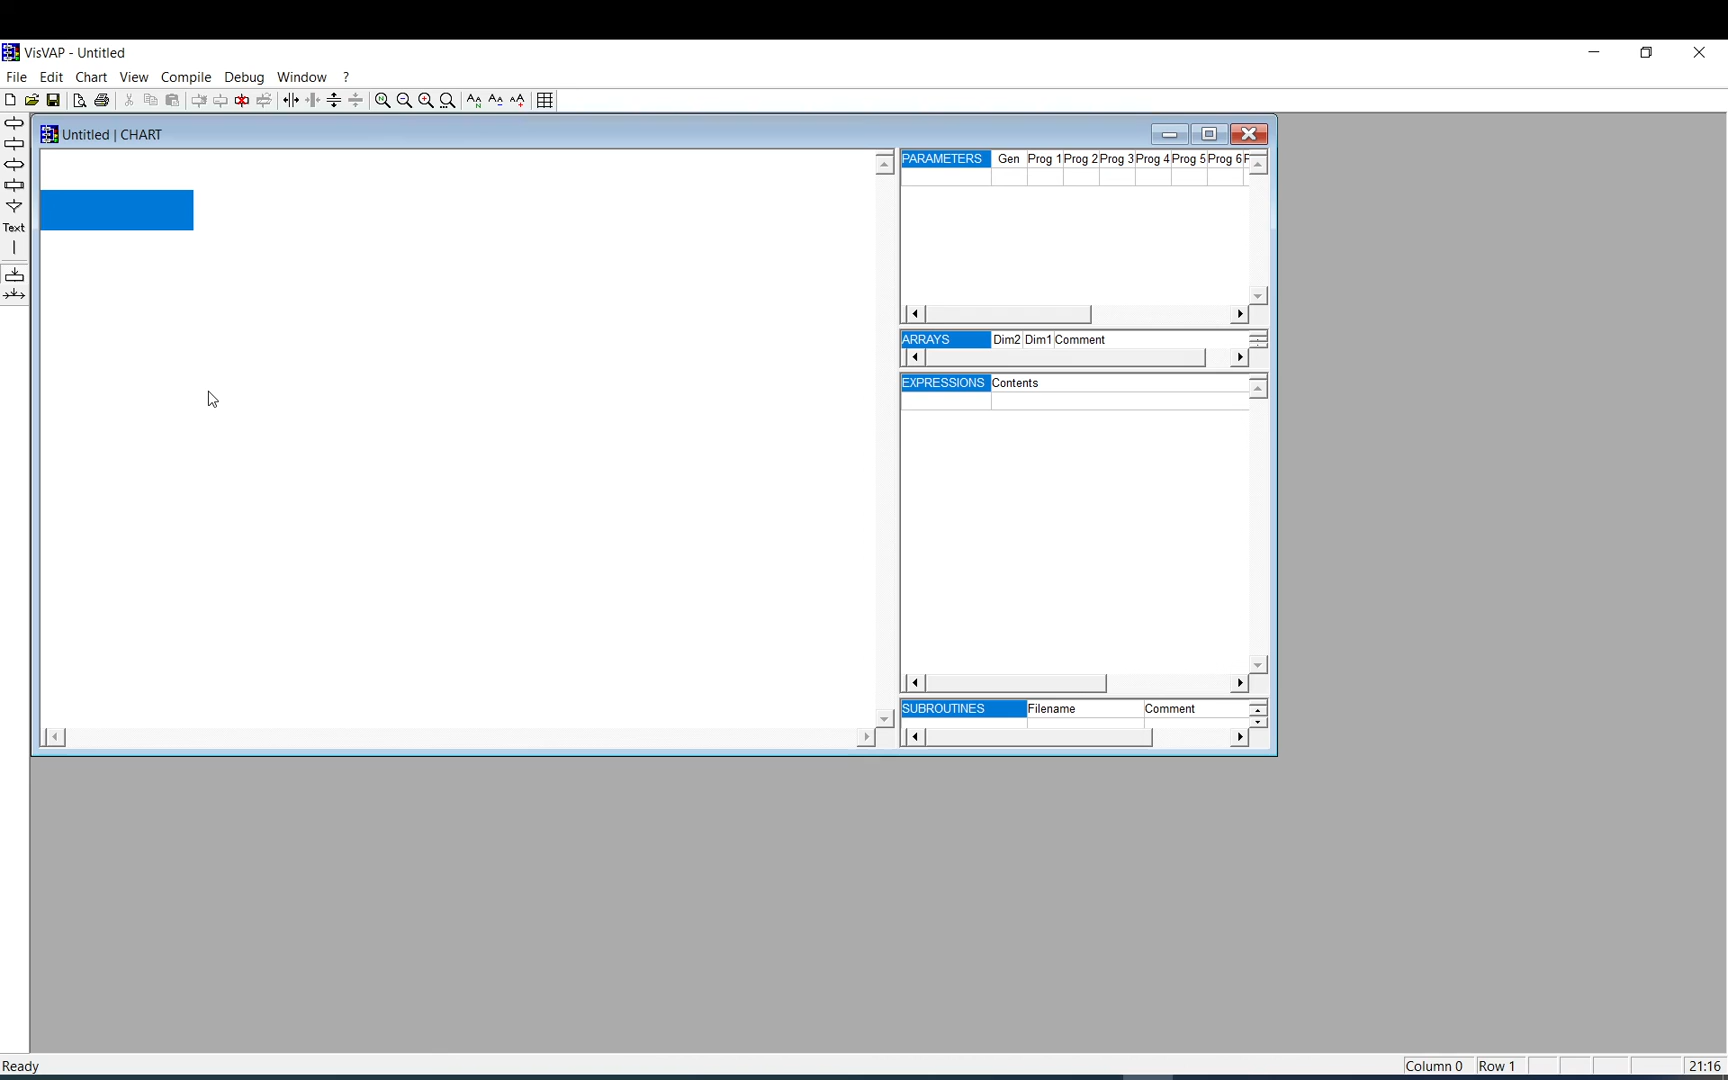 VisVAP - Untitled
File Edit Chart View Compile Debug Window ?
Text
Untitled | CHART
PARAMETERS Gen Prog 1 Prog 2 Prog 3 Prog 4 Prog 5 Prog 6
ARRAYS Dim2 Dim1 Comment
EXPRESSIONS Contents
SUBROUTINES Filename Comment
Ready Column 0 Row 1 21:16